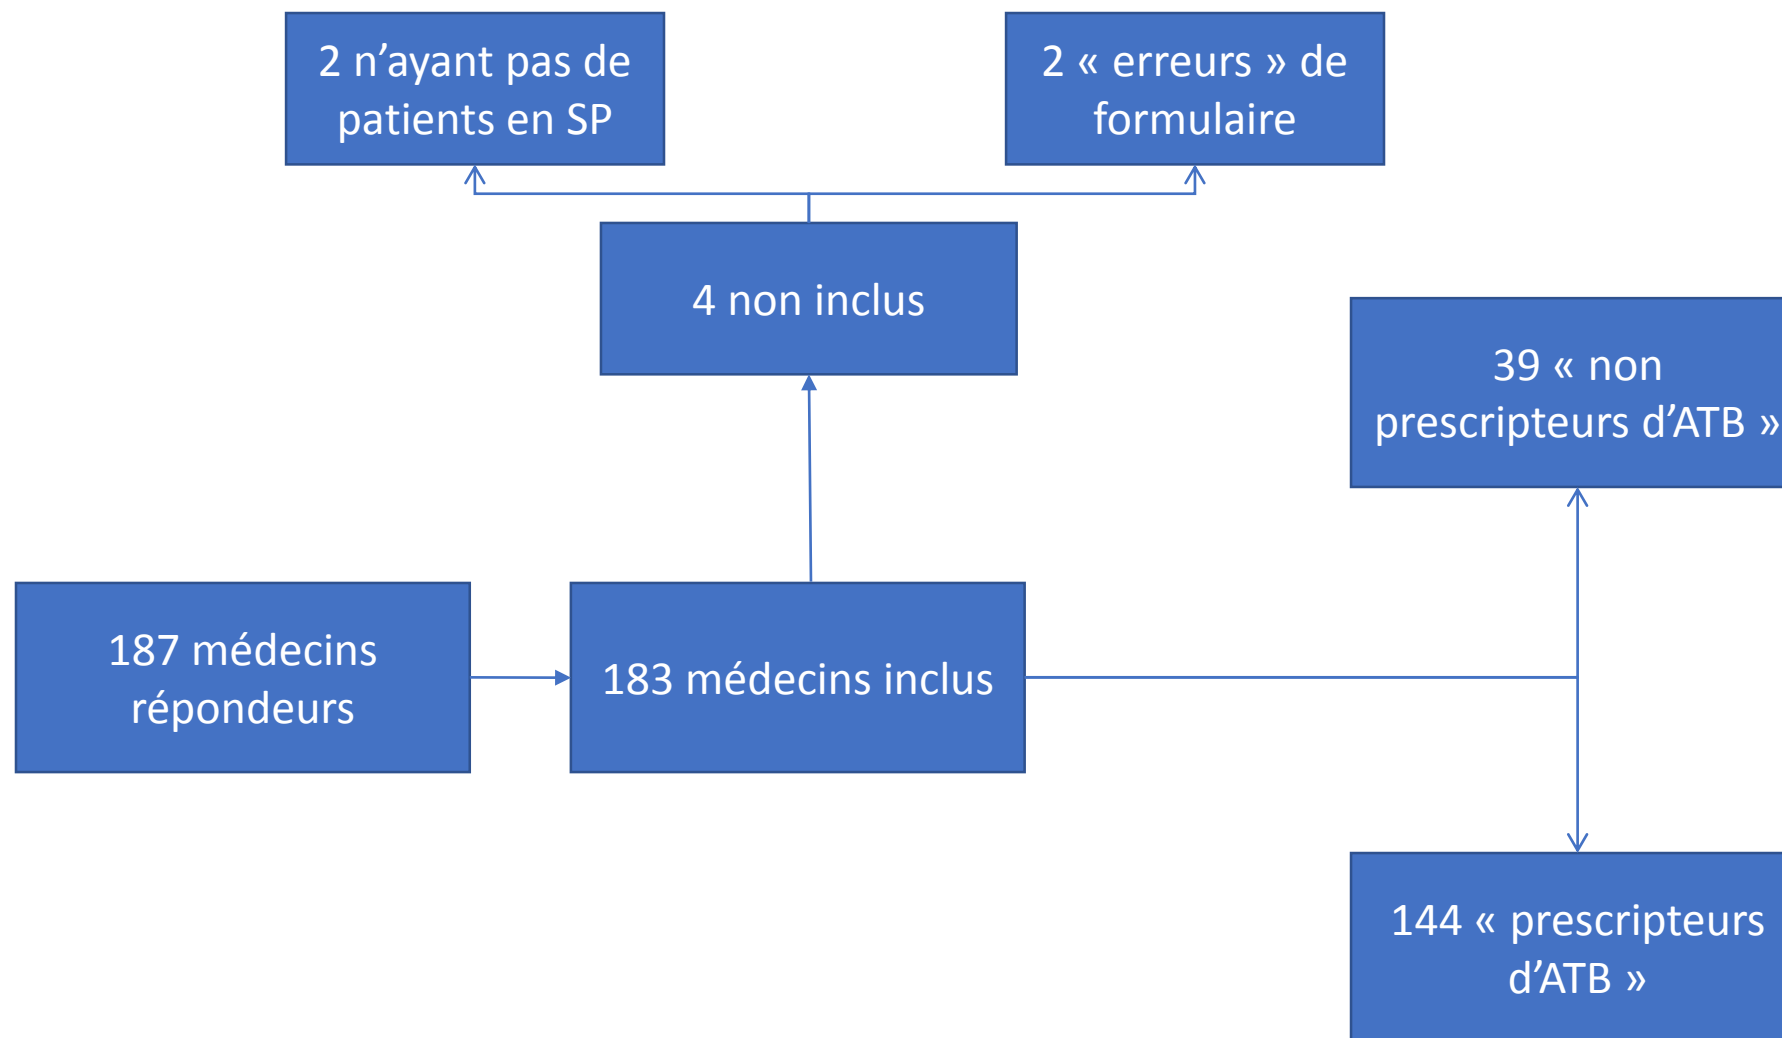 2 n’ayant pas de
patients en SP
2 « erreurs » de
formulaire
4 non inclus
39 « non
prescripteurs d’ATB »
187 médecins
répondeurs
183 médecins inclus
144 « prescripteurs
d’ATB »